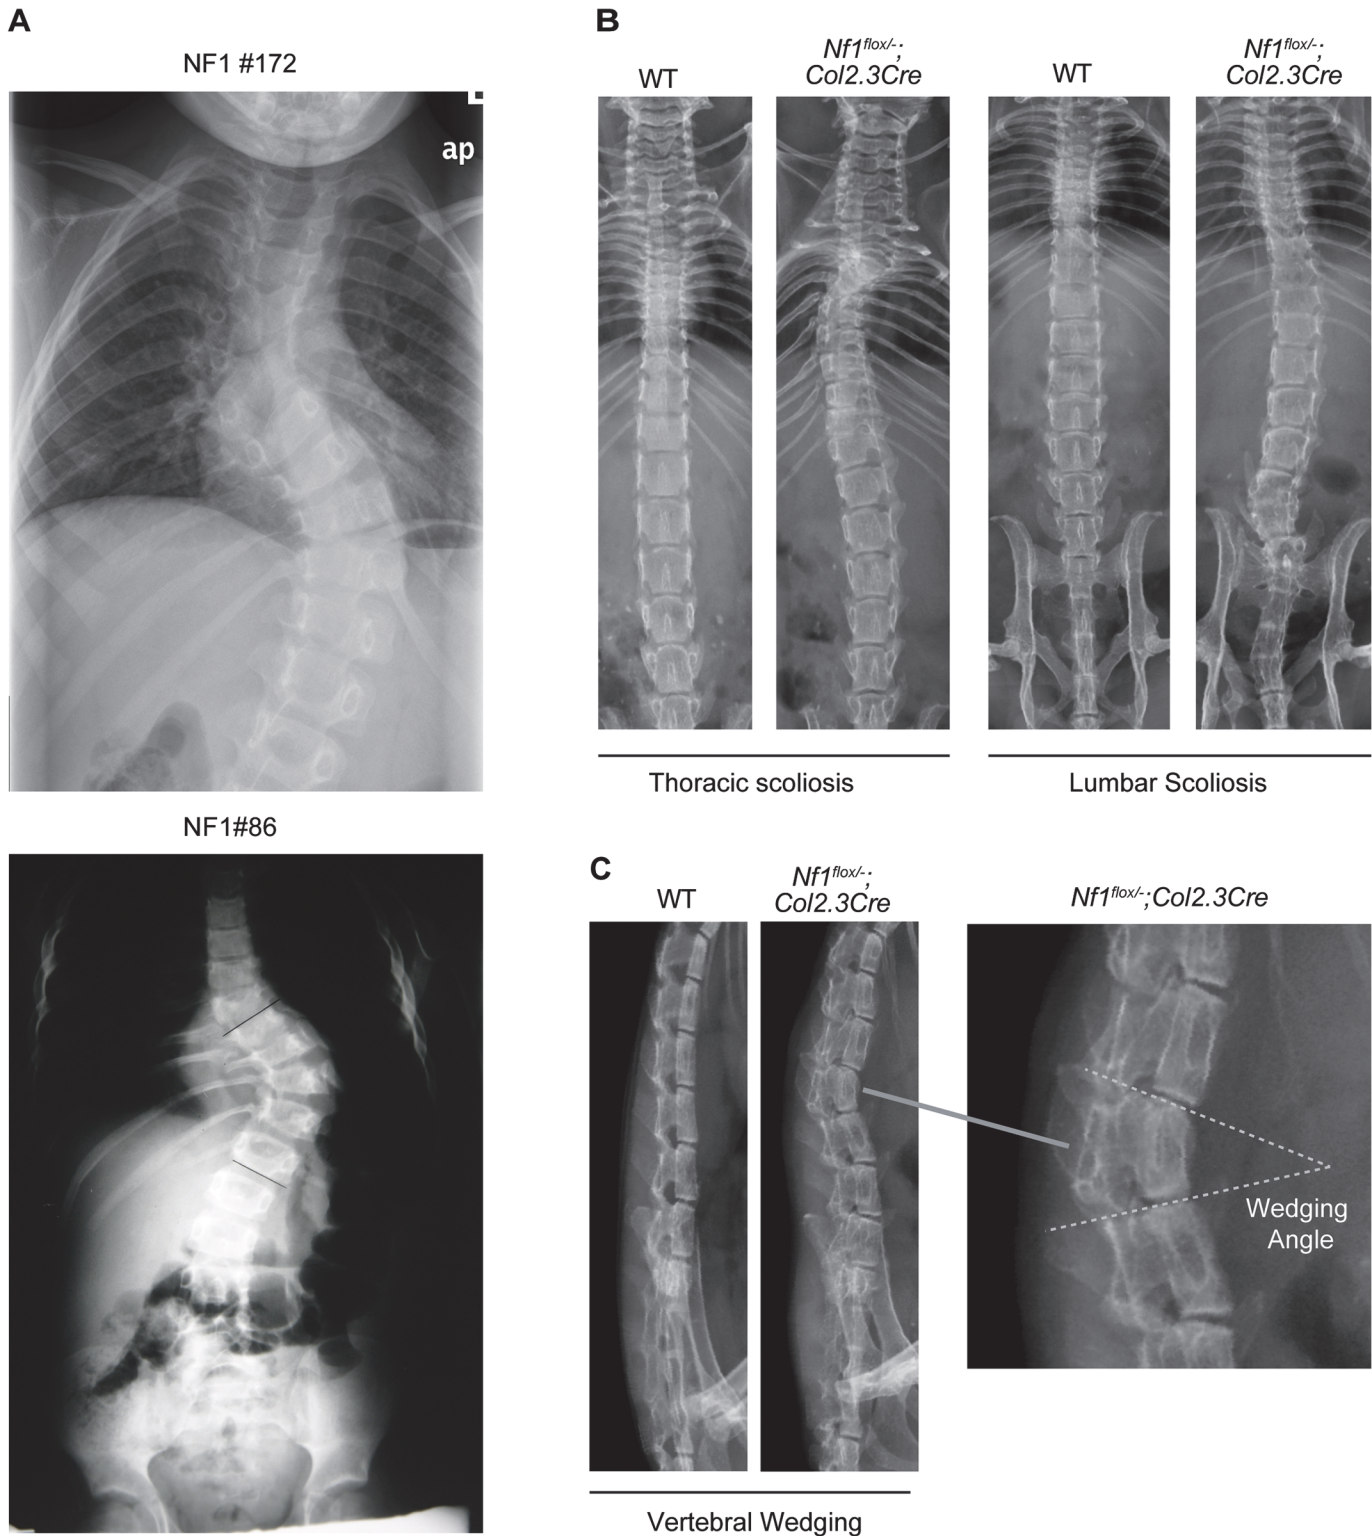 A
NF1 #172
ap
NF1#86
B
WT
Nf1flox/-;
Col2.3Cre
WT
Nf1flox/-;
Col2.3Cre
Thoracic scoliosis
Lumbar Scoliosis
C
WT
Nf1flox/-;
Col2.3Cre
Nf1flox/-;Col2.3Cre
Wedging
Angle
Vertebral Wedging